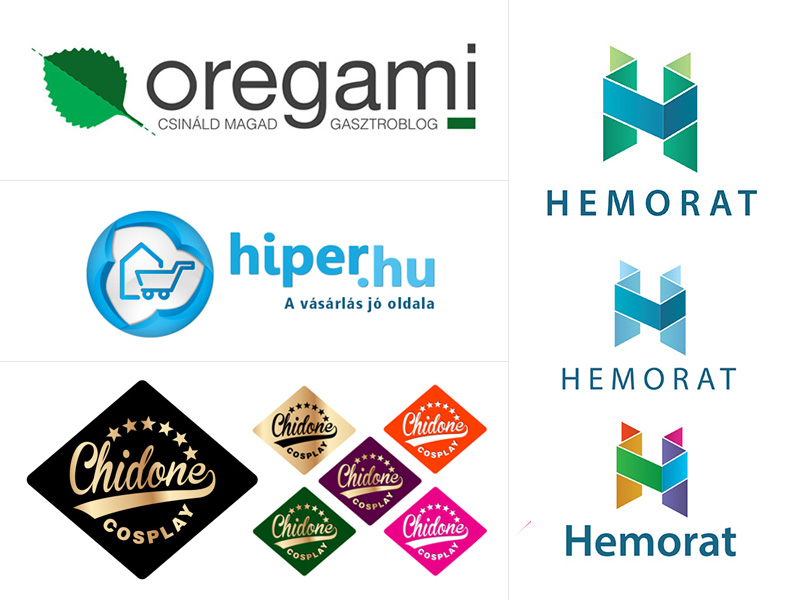 oregami
CSINÁLD MAGAD GASZTROBLOG
hiper.hu
A vásárlás jó oldala
Chidone
COSPLAY
Chidone
COSPLAY
Chidone
COSPLAY
Chidone
COSPLAY
Chidone
COSPLAY
Chidone
COSPLAY
HEMORAT
HEMORAT
Hemorat